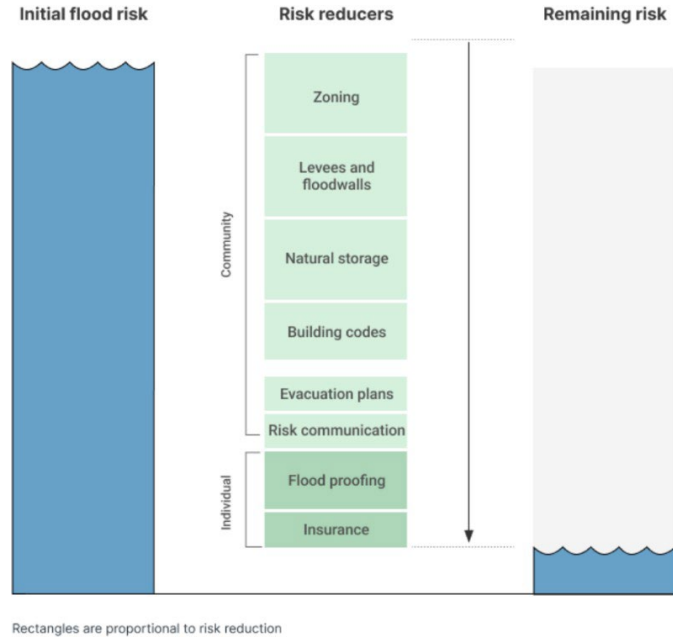 Initial flood risk
Risk reducers
Remaining risk
Community
Zoning
Levees and
floodwalls
Natural storage
Building codes
Evacuation plans
Risk communication
Individual
Flood proofing
Insurance
Rectangles are proportional to risk reduction